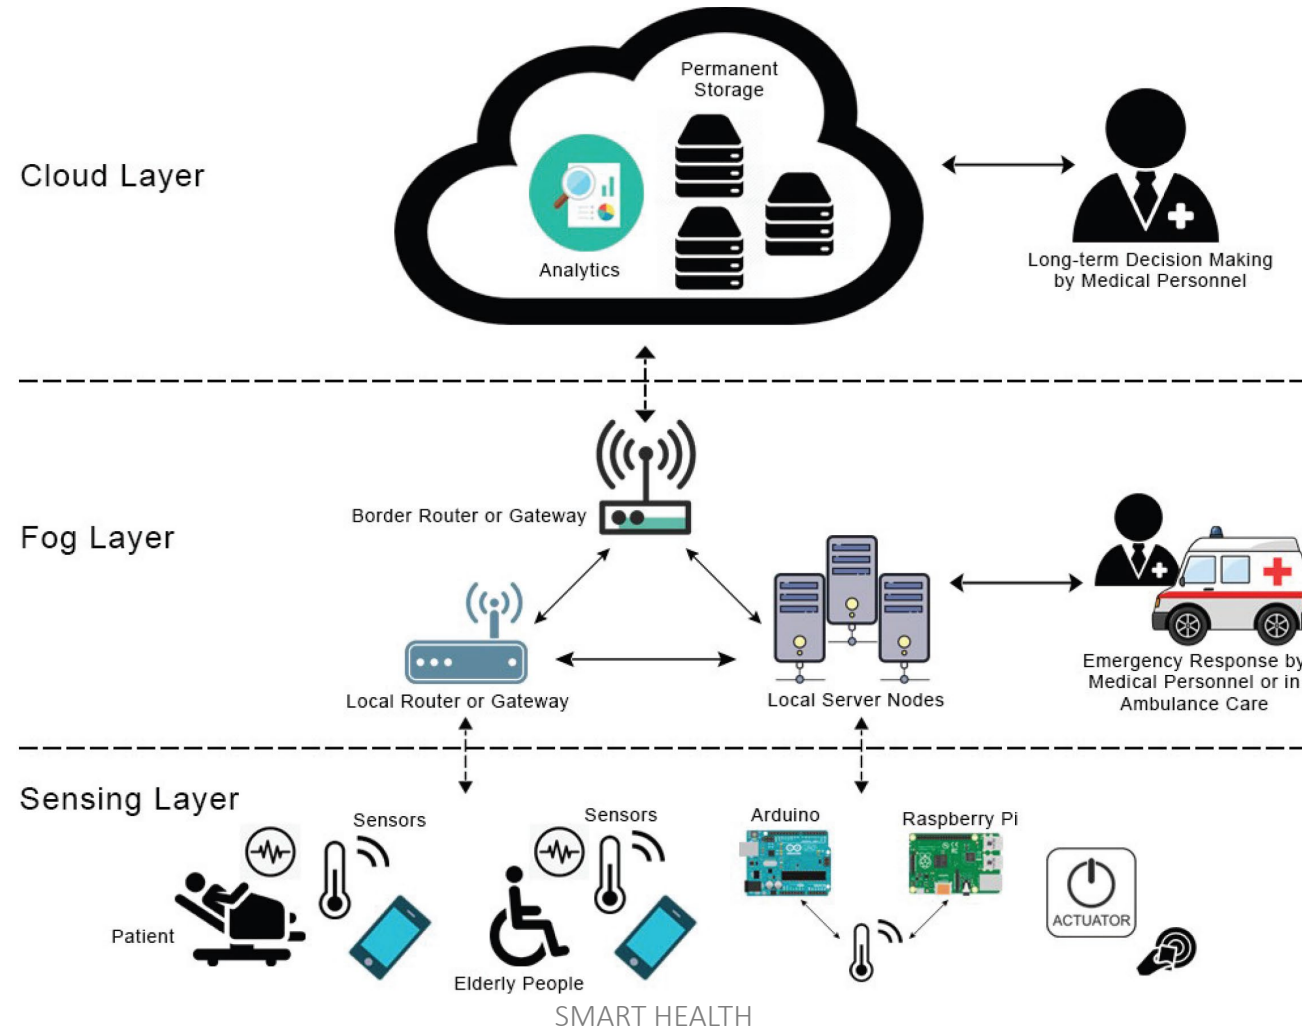 Permanent
Storage
Cloud Layer
Analytics
Long-term Decision Making
by Medical Personnel
Fog Layer
Border Router or Gateway
Local Router or Gateway
Local Server Nodes
Emergency Response by
Medical Personnel or in
Ambulance Care
Sensing Layer
Sensors
Sensors
Arduino
Raspberry Pi
ACTUATOR
Patient
Elderly People
SMART HEALTH